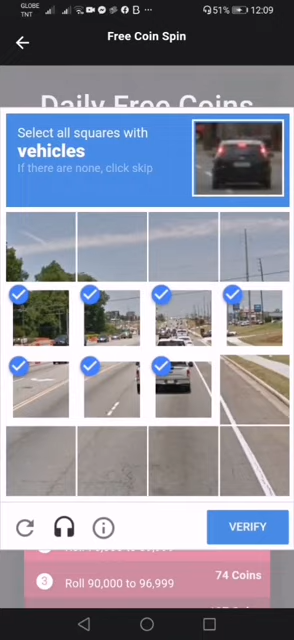 GLOBE
TNT
51%
12:09
Free Coin Spin
Daily Free Coins
Select all squares with
vehicles
If there are none, click skip
VERIFY
74 Coins
3
Roll 90,000 to 96,999